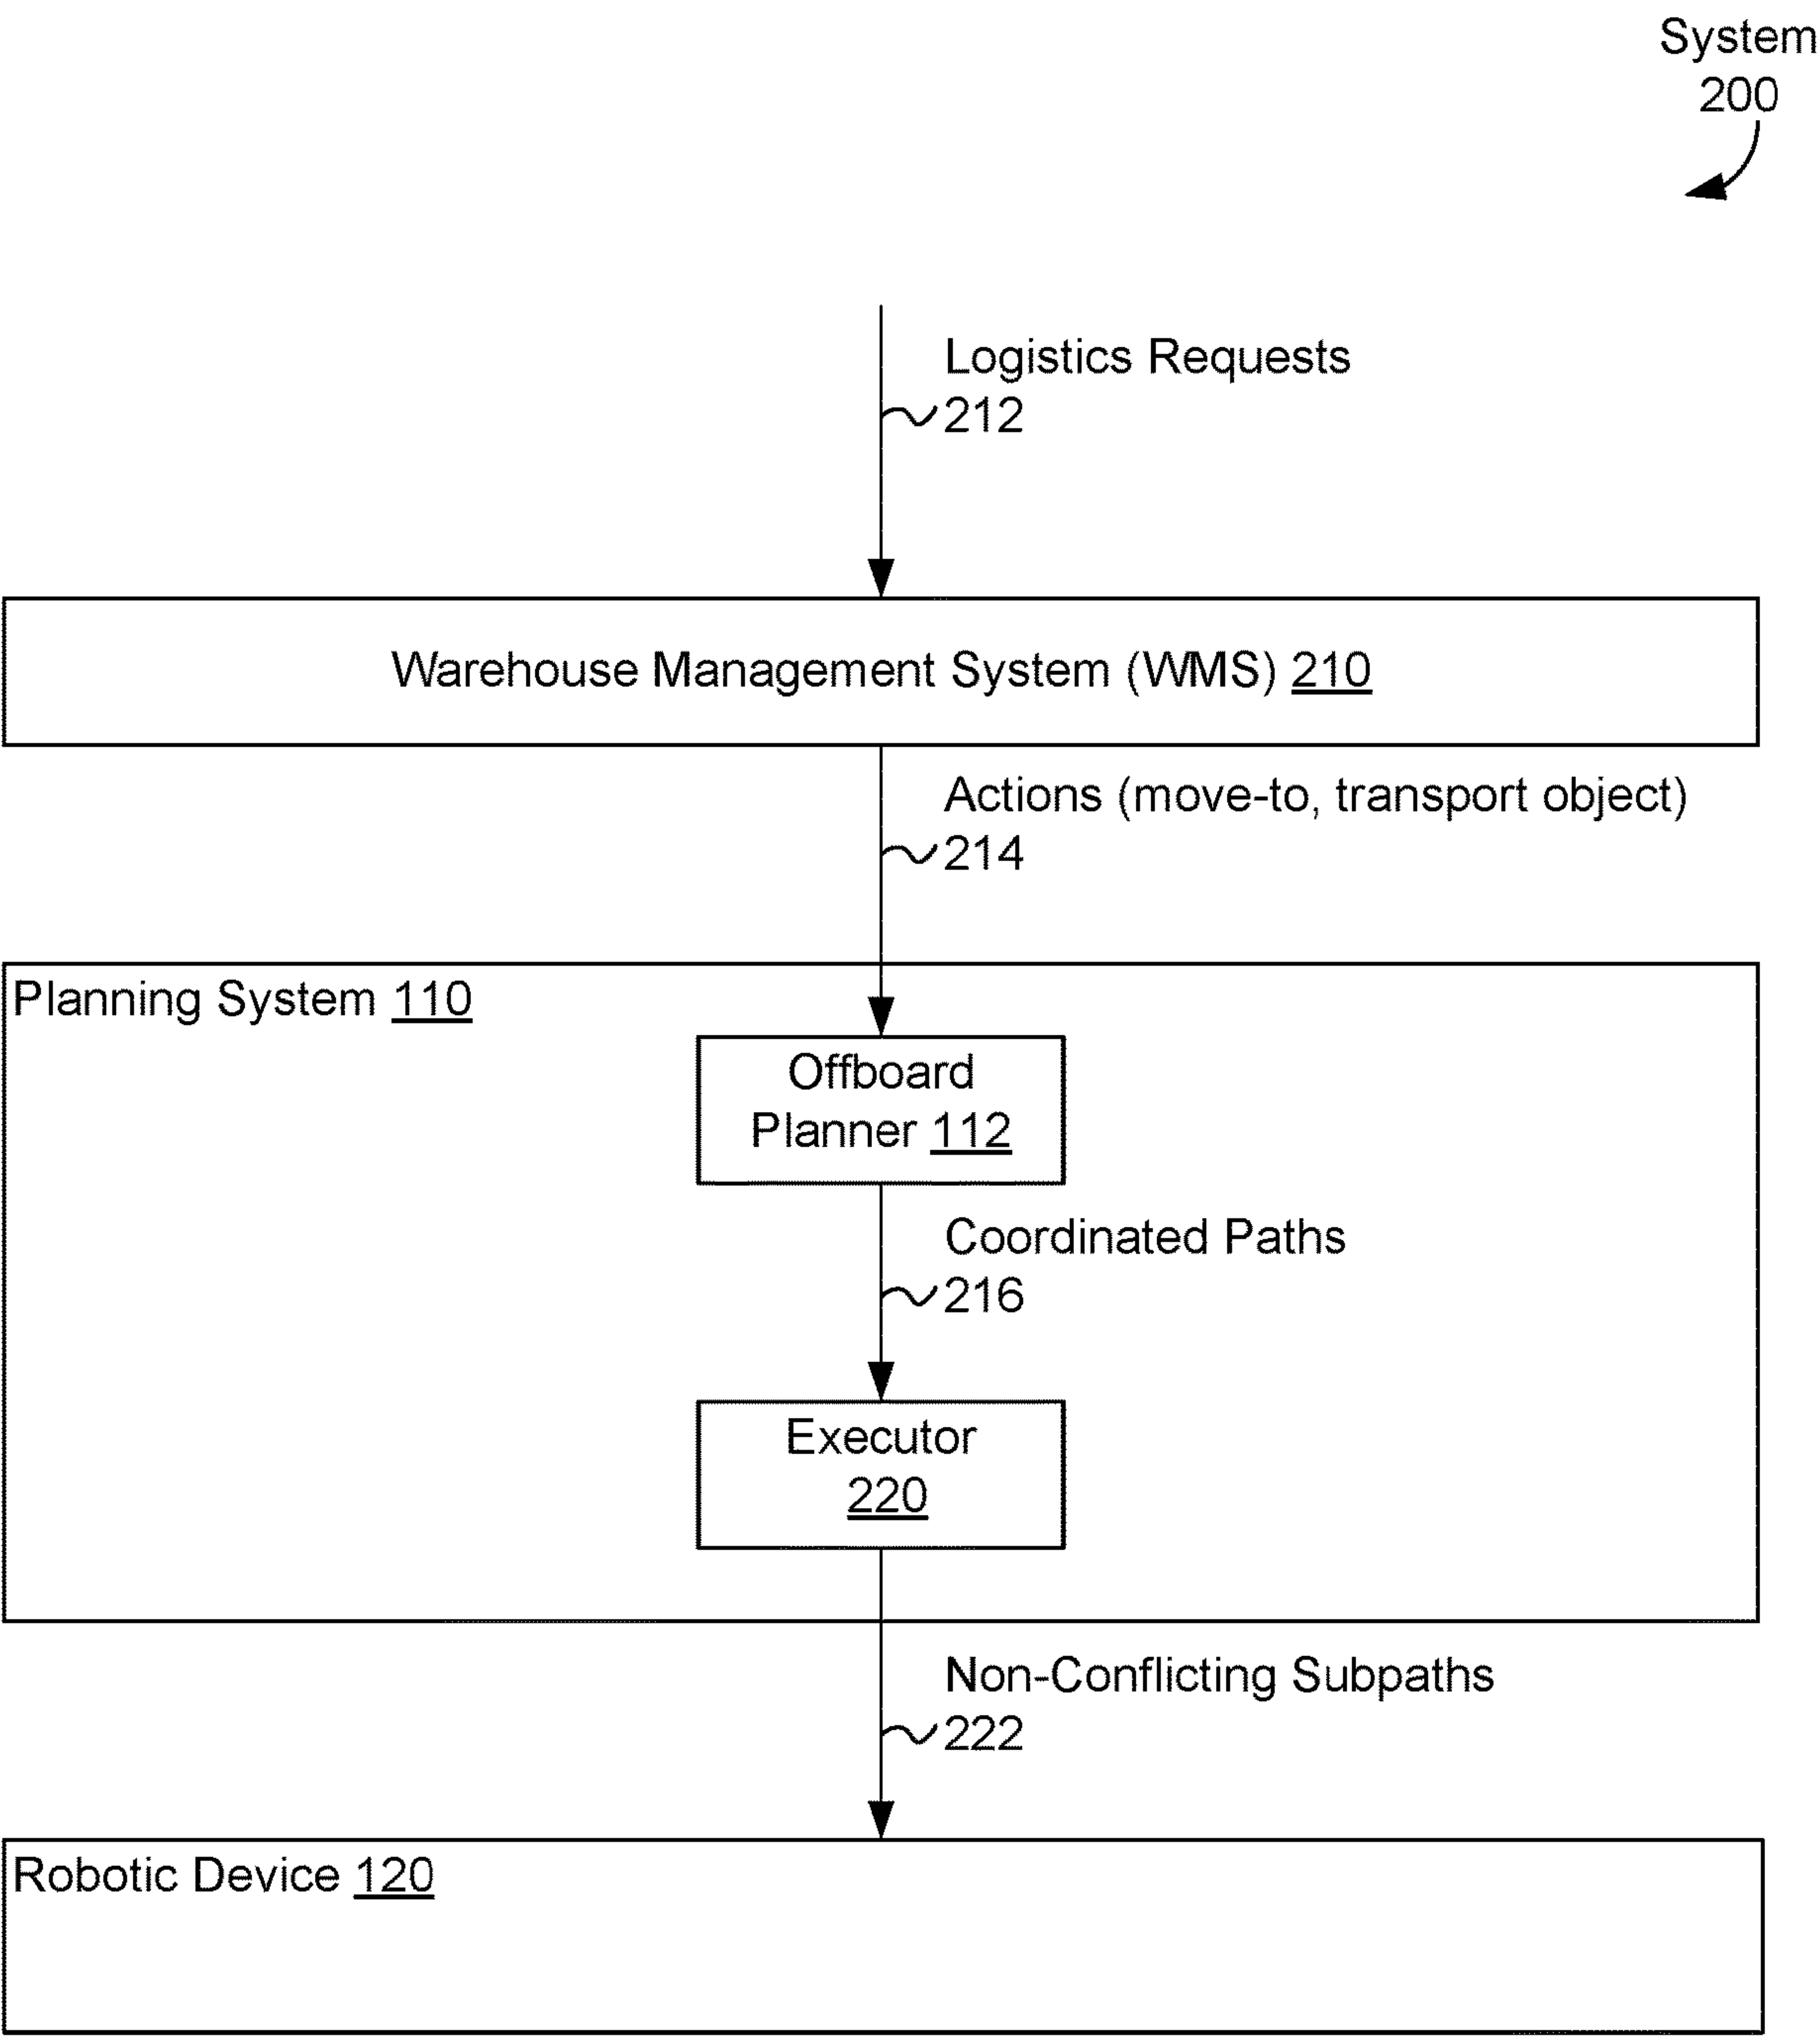 System
200
Logistics Requests
212
Warehouse Management System (WMS) 210
Actions (move-to, transport object)
214
Planning System 110
Offboard
Planner 112
Coordinated Paths
216
Executor
220
Non-Conflicting Subpaths
222
Robotic Device 120